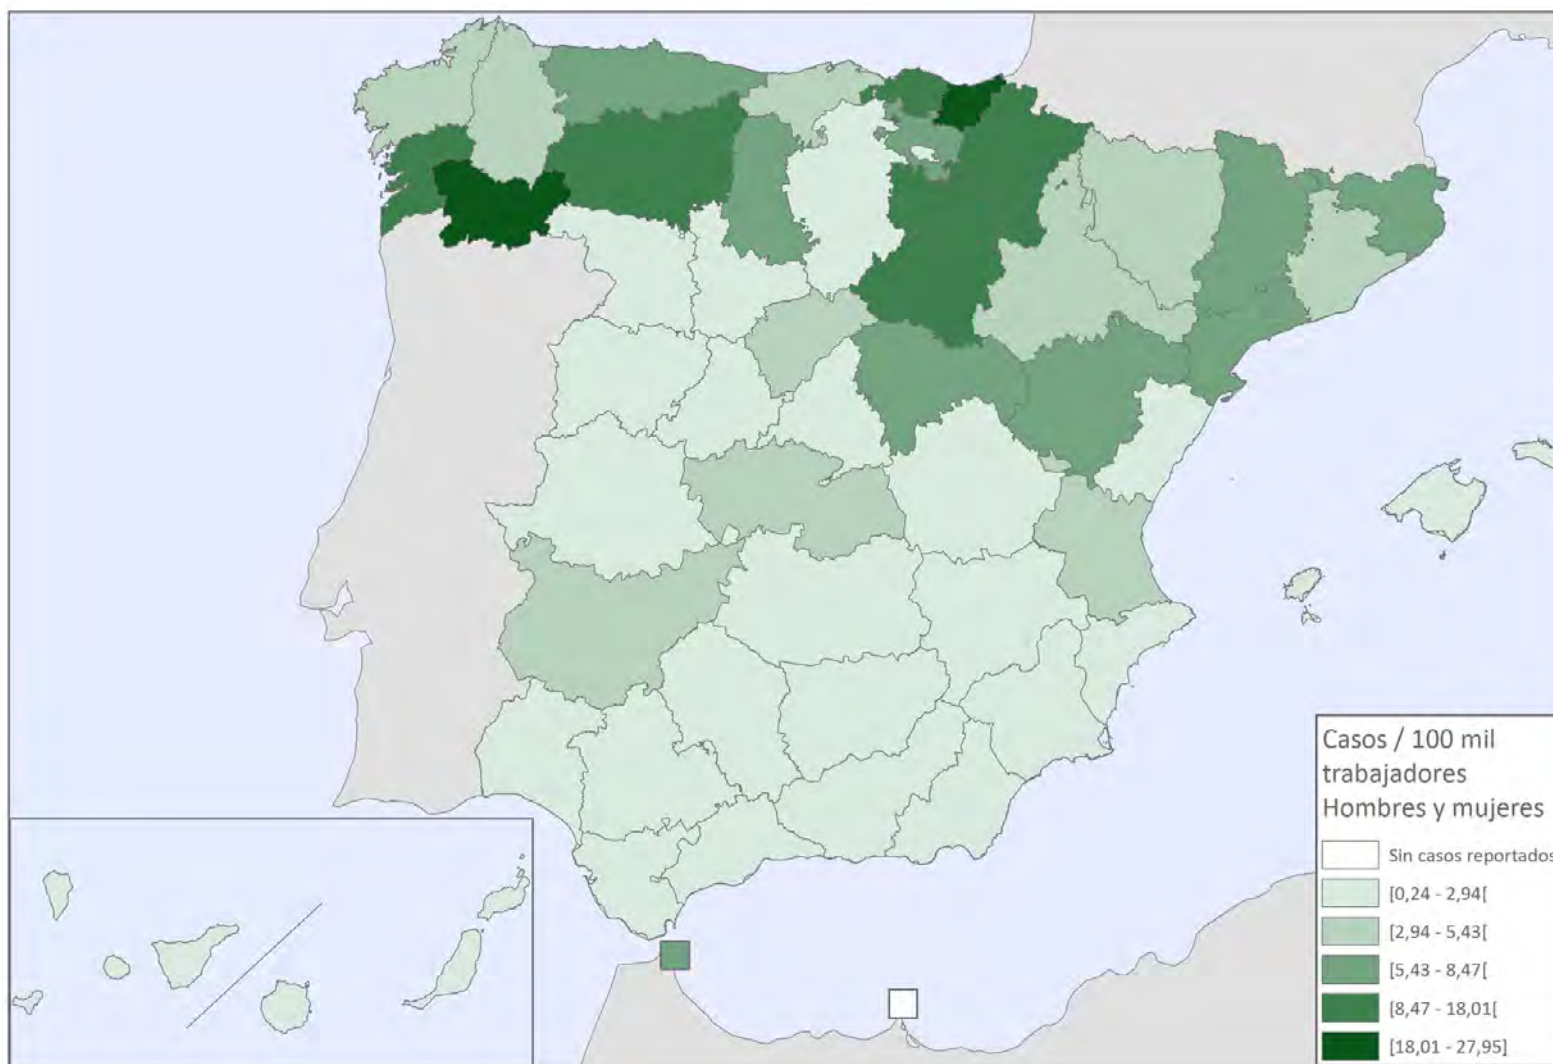 Casos / 100 mil
trabajadores
Hombres y mujeres
Sin casos reportados
[0,24 - 2,94[
[2,94 - 5,43[
[5,43 - 8,47[
[8,47 - 18,01[
[18,01 - 27,95]